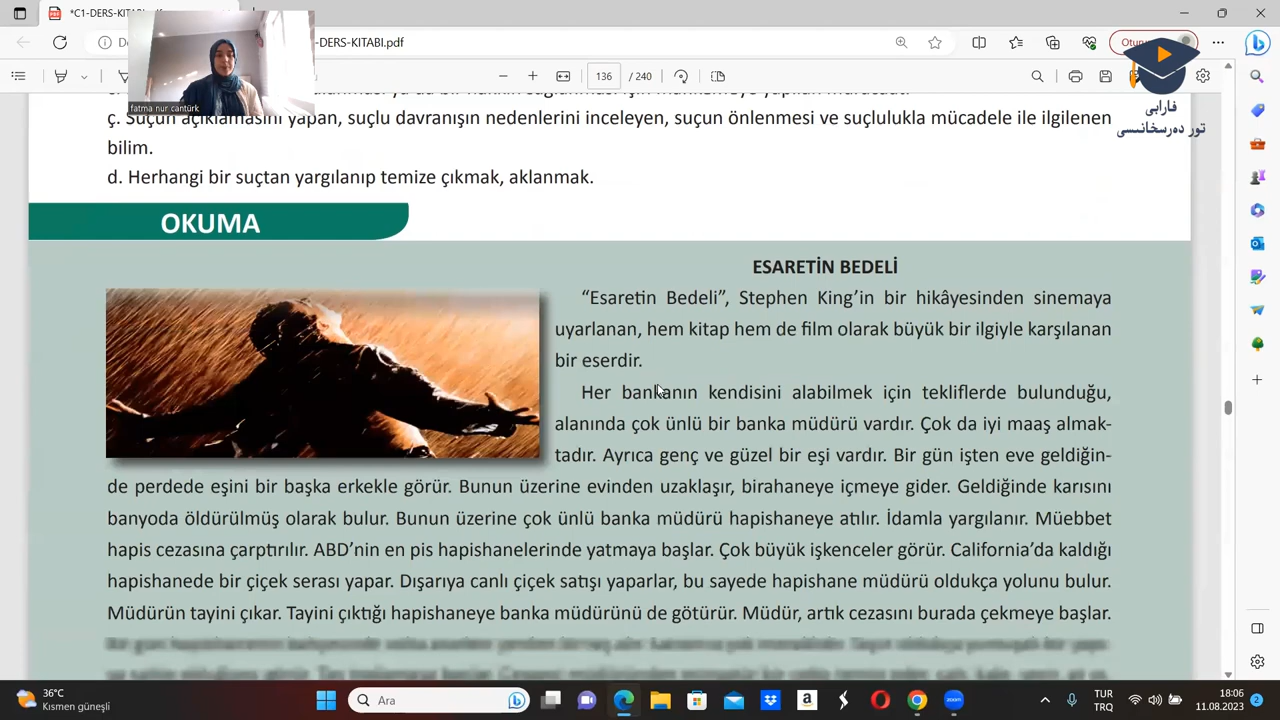 *C1-DERS-KİTABI
-DERS-KITABI.pdf
136 / 240
fatma nur cantürk
فارابى
تور دەرسخانىسى
ç. Suçun açıklamasını yapan, suçlu davranışın nedenlerini inceleyen, suçun önlenmesi ve suçlulukla mücadele ile ilgilenen
bilim.
d. Herhangi bir suçtan yargılanıp temize çıkmak, aklanmak.
OKUMA
ESARETİN BEDELİ
“Esaretin Bedeli”, Stephen King’in bir hikâyesinden sinemaya
uyarlanan, hem kitap hem de film olarak büyük bir ilgiyle karşılanan
bir eserdir.
Her bankanın kendisini alabilmek için tekliflerde bulunduğu,
alanında çok ünlü bir banka müdürü vardır. Çok da iyi maaş almak-
tadır. Ayrıca genç ve güzel bir eşi vardır. Bir gün işten eve geldiğin-
de perdede eşini bir başka erkekle görür. Bunun üzerine evinden uzaklaşır, birahaneye içmeye gider. Geldiğinde karısını
banyoda öldürülmüş olarak bulur. Bunun üzerine çok ünlü banka müdürü hapishaneye atılır. İdamla yargılanır. Müebbet
hapis cezasına çarptırılır. ABD’nin en pis hapishanelerinde yatmaya başlar. Çok büyük işkenceler görür. California’da kaldığı
hapishanede bir çiçek serası yapar. Dışarıya canlı çiçek satışı yaparlar, bu sayede hapishane müdürü oldukça yolunu bulur.
Müdürün tayini çıkar. Tayini çıktığı hapishaneye banka müdürünü de götürür. Müdür, artık cezasını burada çekmeye başlar.
36°C
Kısmen güneşli
Ara
TUR
TRQ
18:06
11.08.2023